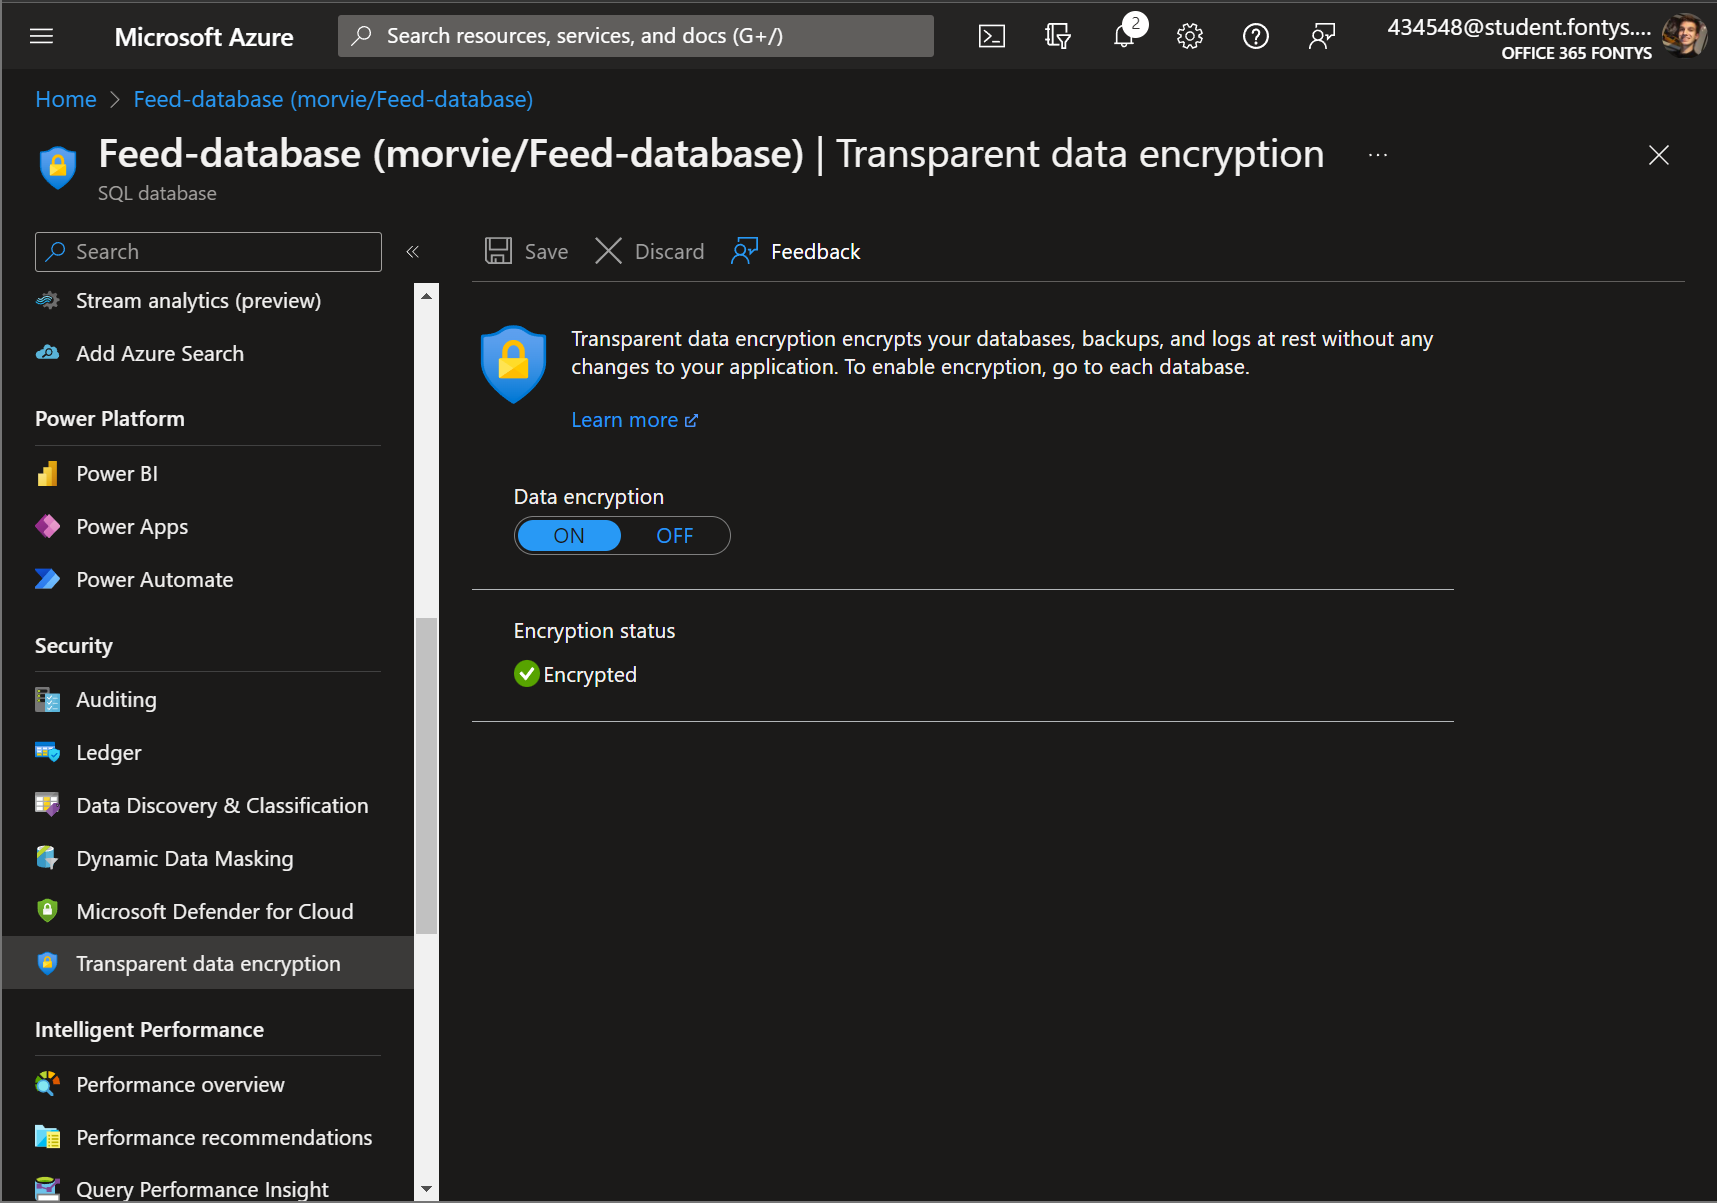 Microsoft Azure
Search resources, services, and docs (G+/)
2
434548@student.fontys....
OFFICE 365 FONTYS
Home > Feed-database (morvie/Feed-database)
Feed-database (morvie/Feed-database) | Transparent data encryption ...
SQL database
Search
«
Stream analytics (preview)
Add Azure Search
Power Platform
Power BI
Power Apps
Power Automate
Security
Auditing
Ledger
Data Discovery & Classification
Dynamic Data Masking
Microsoft Defender for Cloud
Transparent data encryption
Intelligent Performance
Performance overview
Performance recommendations
Query Performance Insight
Save Discard Feedback
Transparent data encryption encrypts your databases, backups, and logs at rest without any
changes to your application. To enable encryption, go to each database.
Learn more
Data encryption
ON OFF
Encryption status
Encrypted